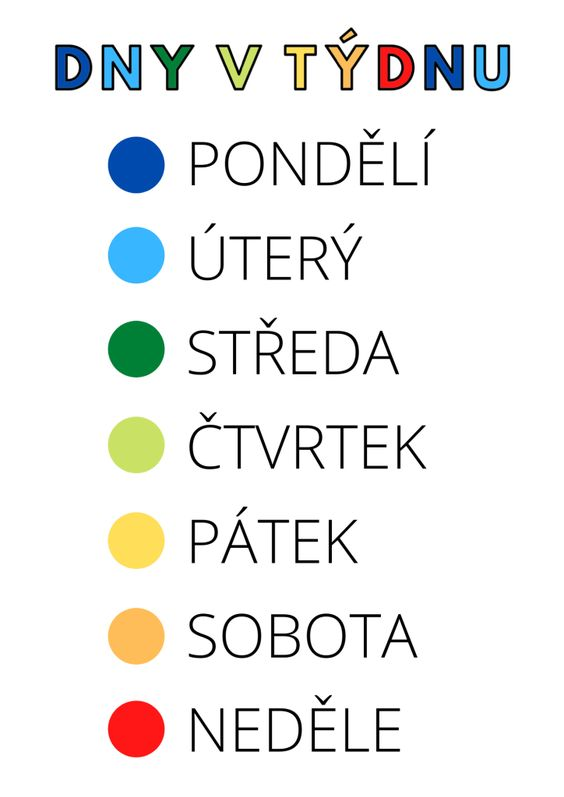 DNY V TÝDNU
PONDĚLÍ
ÚTERÝ
STŘEDA
ČTVRTEK
PÁTEK
SOBOTA
NEDĚLE